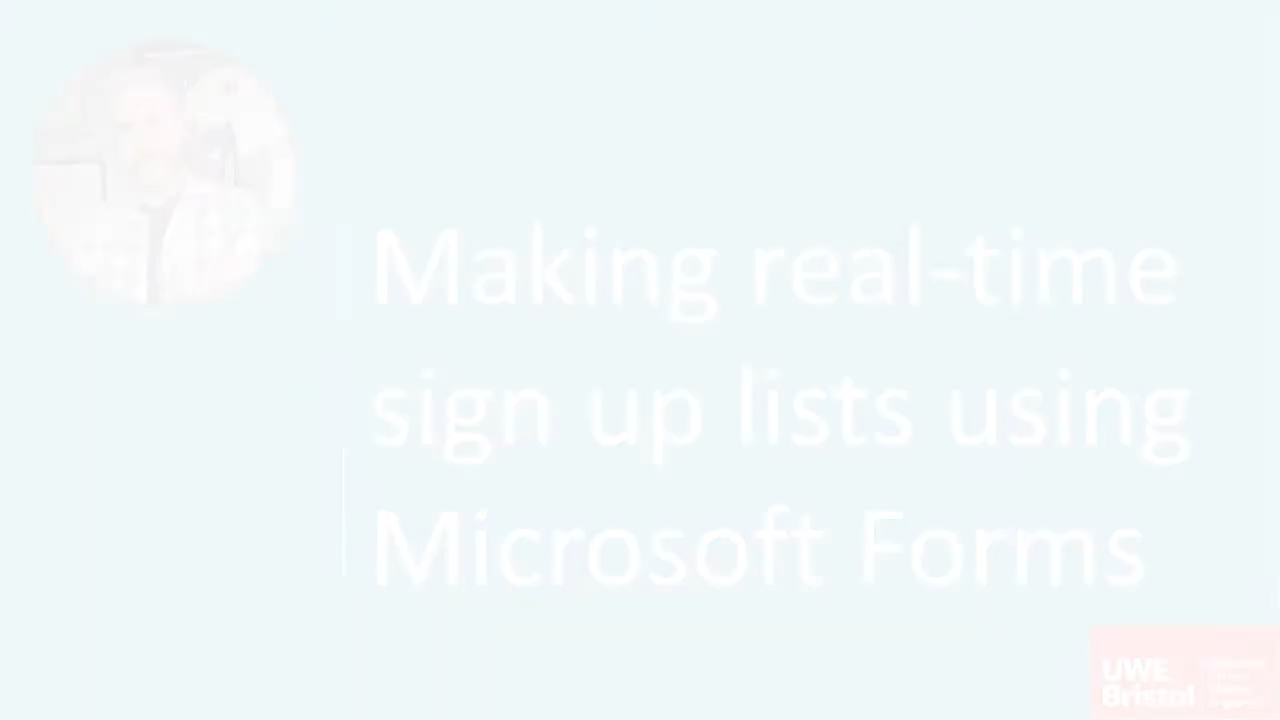 Making real-time
sign up lists using
Microsoft Forms
UWE
Bristol